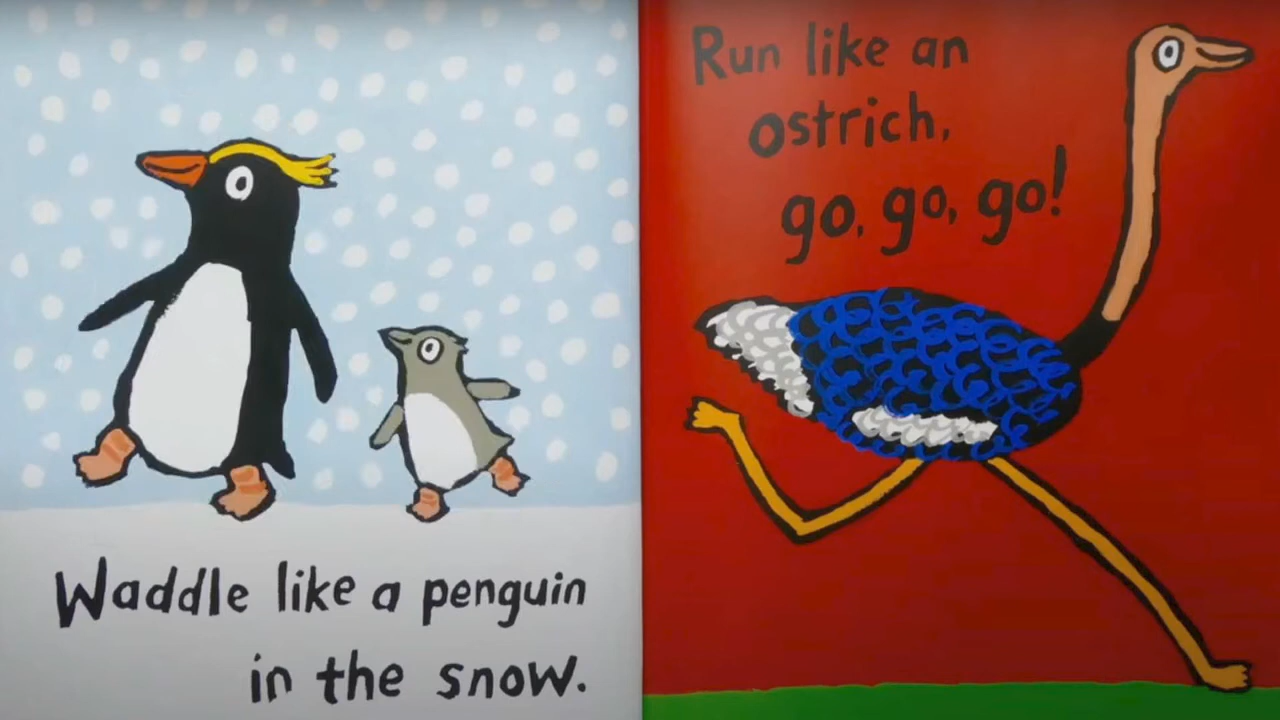 Waddle like a penguin
in the snow.
Run like an
ostrich,
go, go, go!